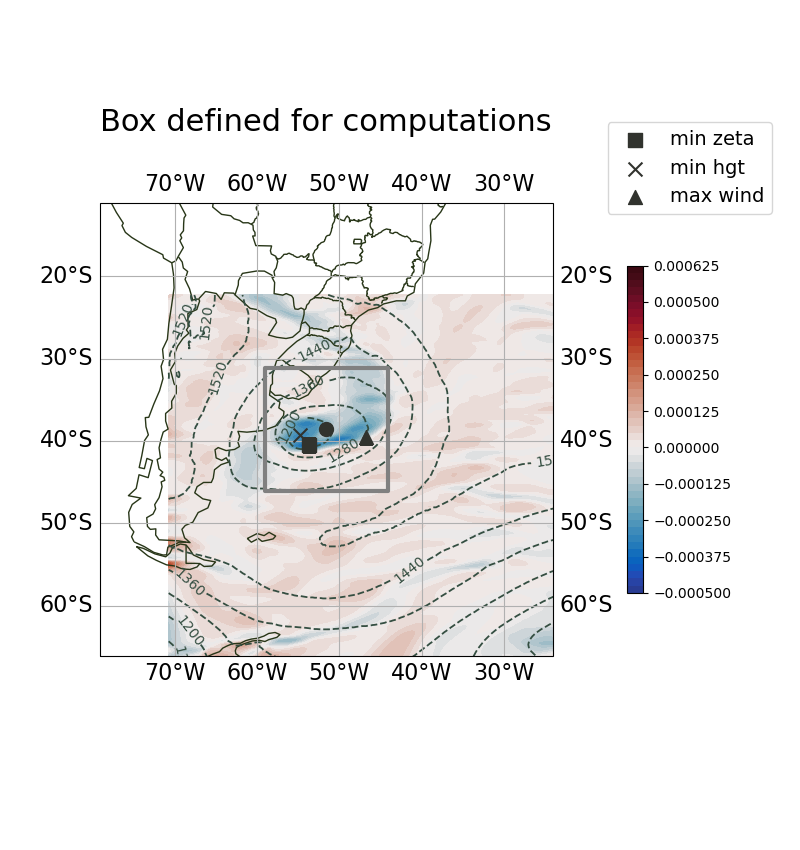 Box defined for computations
min zeta
min hgt
max wind
70°W 60°W 50°W 40°W 30°W
20°S 20°S
30°S 30°S
40°S 40°S
50°S 50°S
60°S 60°S
70°W 60°W 50°W 40°W 30°W
0.000625
0.000500
0.000375
0.000250
0.000125
0.000000
−0.000125
−0.000250
−0.000375
−0.000500
1520
1520
1520
1440
1360
1200
1280
15
1440
1360
1200
1